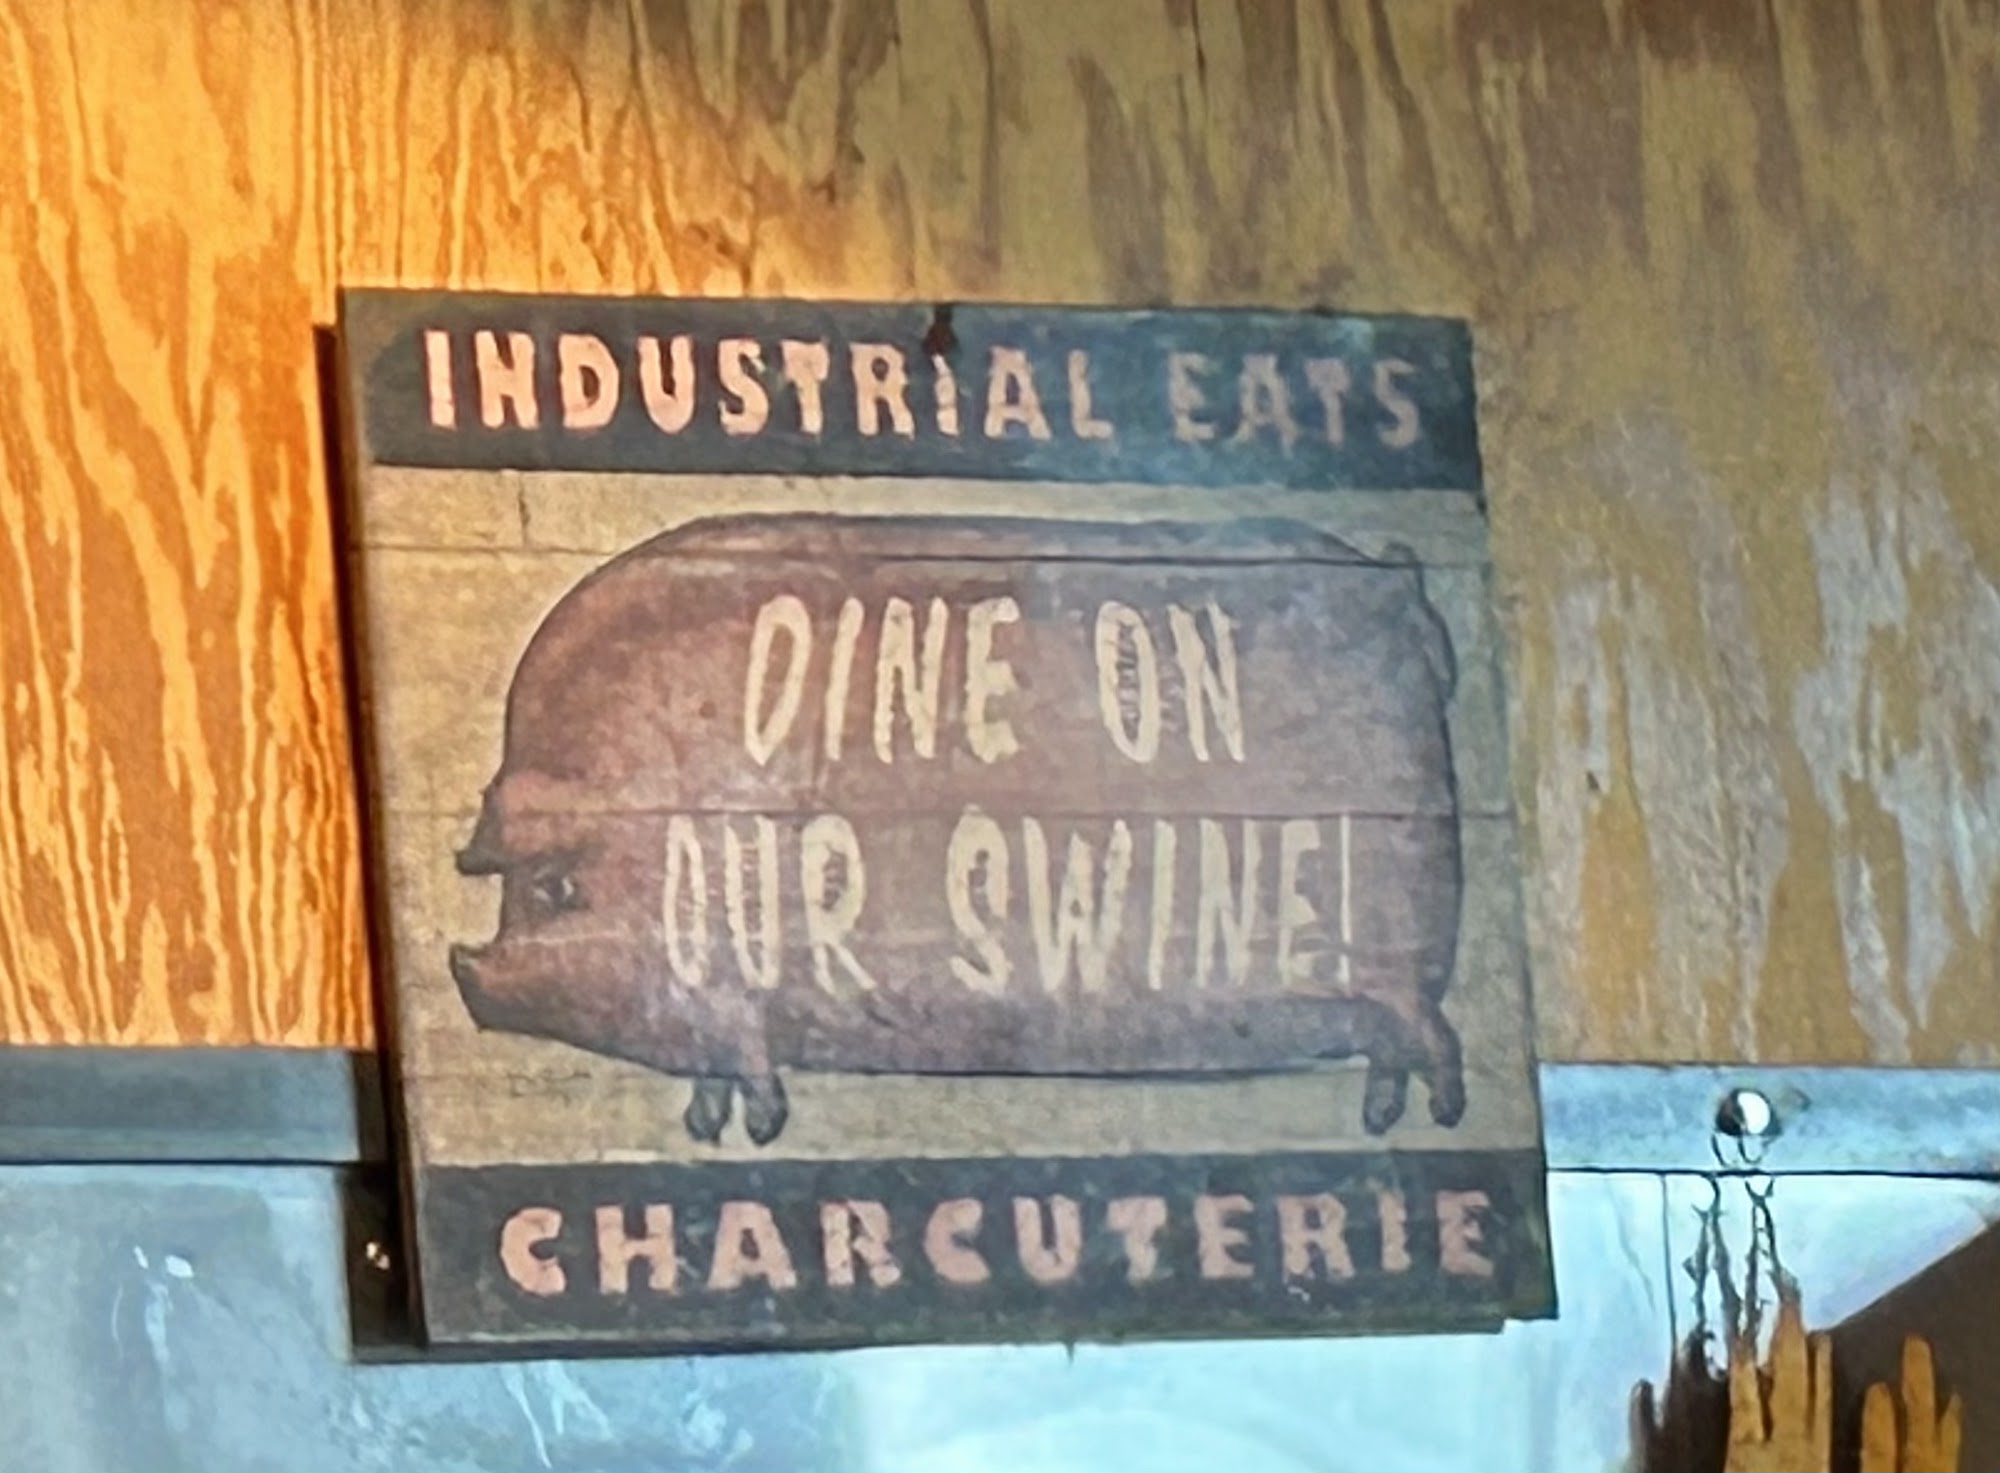 INDUSTRIAL EATS
DINE ON
OUR SWINE!
CHARCUTERIE